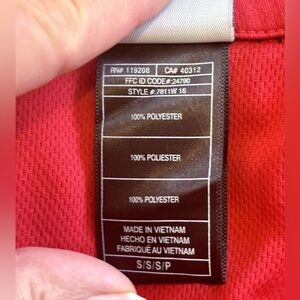 RN# 119208 CA# 40312
FFC ID CODE#:24790
STYLE #:7811W 16
100% POLYESTER
100% POLIESTER
100% POLYESTER
MADE IN VIETNAM
HECHO EN VIETNAM
FABRIQUÉ AU VIETNAM
S/S/S/P